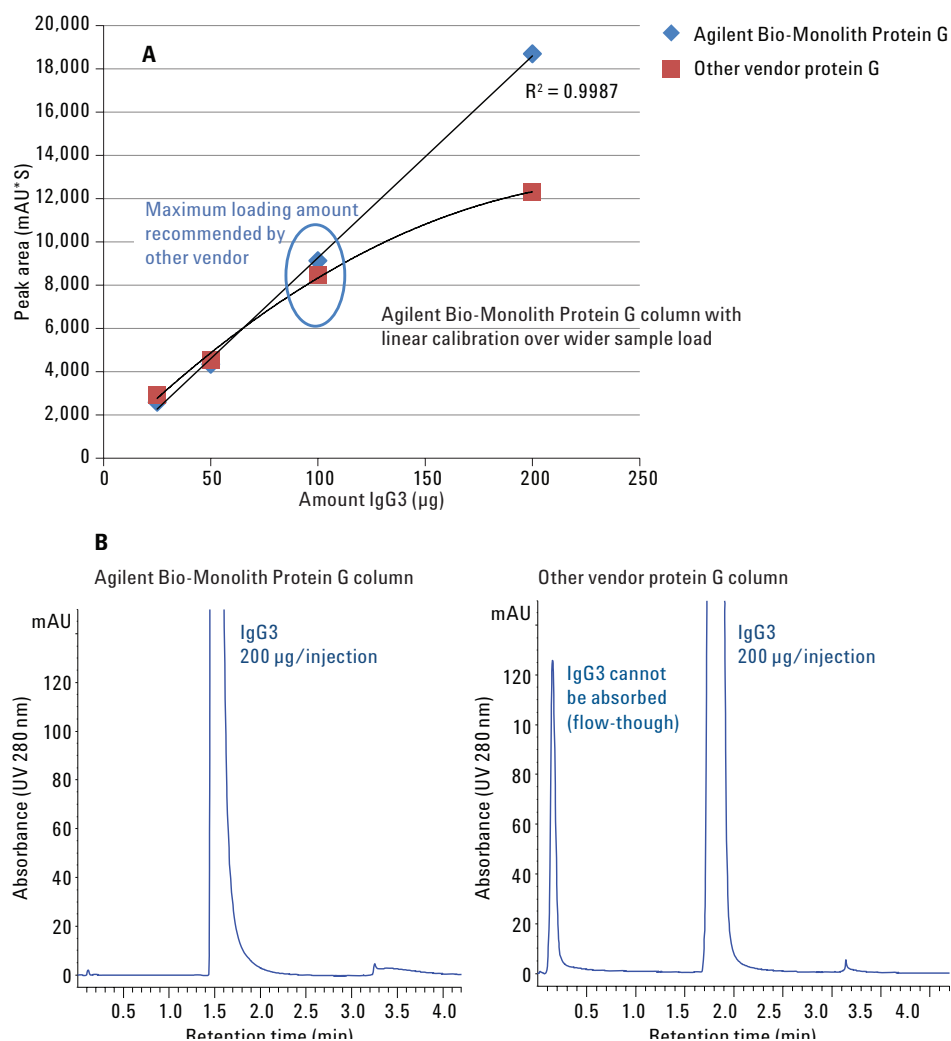 A
20,000
18,000
16,000
14,000
12,000
10,000
8,000
6,000
4,000
2,000
0
Peak area (mAU*S)
0 50 100 150 200 250
Amount IgG3 (µg)
Agilent Bio-Monolith Protein G
Other vendor protein G
R² = 0.9987
Maximum loading amount
recommended by
other vendor
Agilent Bio-Monolith Protein G column with
linear calibration over wider sample load
B
Agilent Bio-Monolith Protein G column
mAU
120
100
80
60
40
20
0
Absorbance (UV 280 nm)
IgG3
200 µg/injection
0.5 1.0 1.5 2.0 2.5 3.0 3.5 4.0
Retention time (min)
Other vendor protein G column
mAU
120
10
80
60
40
20
0
Absorbance (UV 280 nm)
IgG3 cannot
be absorbed
(flow-though)
IgG3
200 µg/injection
0.5 1.0 1.5 2.0 2.5 3.0 3.5 4.0
Retention time (min)